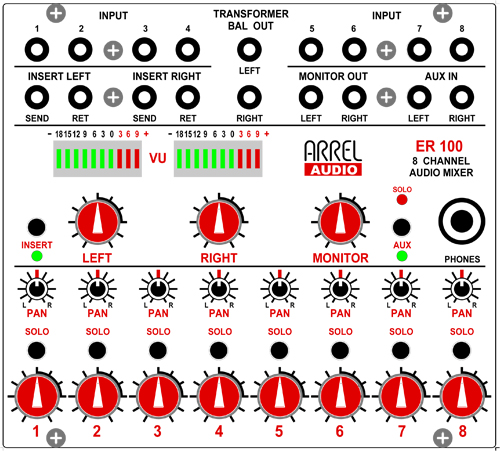 INPUT TRANSFORMER BAL OUT INPUT
1 2 3 4 5 6 7 8
LEFT
INSERT LEFT INSERT RIGHT MONITOR OUT AUX IN
SEND RET SEND RET RIGHT LEFT RIGHT LEFT RIGHT
- 18 15 12 9 6 3 0 3 6 9 + - 18 15 12 9 6 3 0 3 6 9 +
VU
ARREL
AUDIO
ER 100
8 CHANNEL
AUDIO MIXER
SOLO
INSERT AUX
LEFT RIGHT MONITOR PHONES
L R L R L R L R L R L R L R L R
PAN PAN PAN PAN PAN PAN PAN PAN
SOLO SOLO SOLO SOLO SOLO SOLO SOLO SOLO
1 2 3 4 5 6 7 8